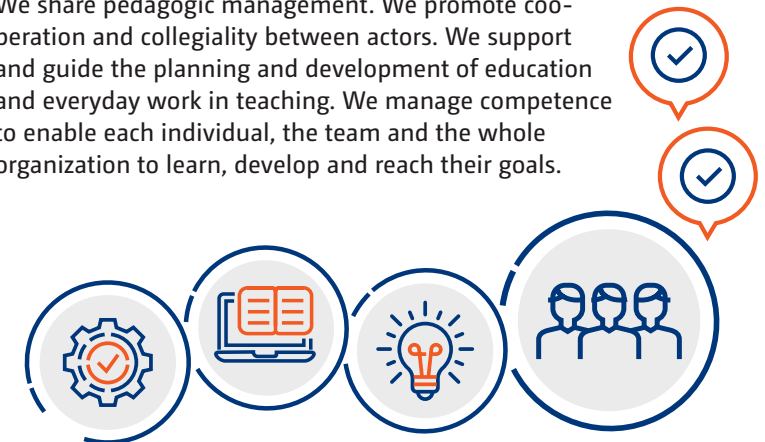 We share pedagogic management. We promote coo-
peration and collegiality between actors. We support
and guide the planning and development of education
and everyday work in teaching. We manage competence
to enable each individual, the team and the whole
organization to learn, develop and reach their goals.